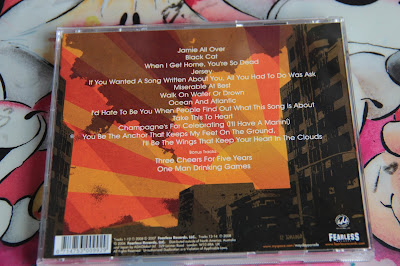 Jamie All Over
Black Cat
When I Get Home, You're So Dead
Jersey
If You Wanted A Song Written About You, All You Had To Do Was Ask
Miserable At Best
Walk On Water Or Drown
Ocean And Atlantic
I'd Hate To Be You When People Find Out What This Song Is About
Take This To Heart
Champagne's For Celebrating (I'll Have A Martini)
You Be The Anchor That Keeps My Feet On The Ground,
I'll Be The Wings That Keep Your Heart In The Clouds
Bonus Tracks
Three Cheers For Five Years
One Man Drinking Games
FEARLESS
RECORDS